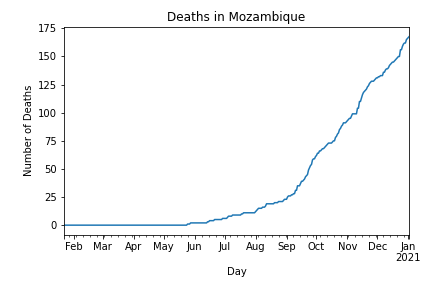 Deaths in Mozambique
175
150
125
100
75
50
25
0
Number of Deaths
Feb Mar Apr May Jun Jul Aug Sep Oct Nov Dec Jan
2021
Day